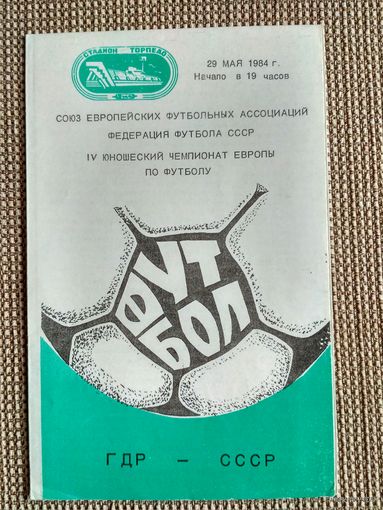 СТАДИОН ТОРПЕДО
29 МАЯ 1984 г.
Начало в 19 часов
СОЮЗ ЕВРОПЕЙСКИХ ФУТБОЛЬНЫХ АССОЦИАЦИЙ
ФЕДЕРАЦИЯ ФУТБОЛА СССР
IV ЮНОШЕСКИЙ ЧЕМПИОНАТ ЕВРОПЫ
ПО ФУТБОЛУ
ФУТ
БОЛ
ГДР – СССР